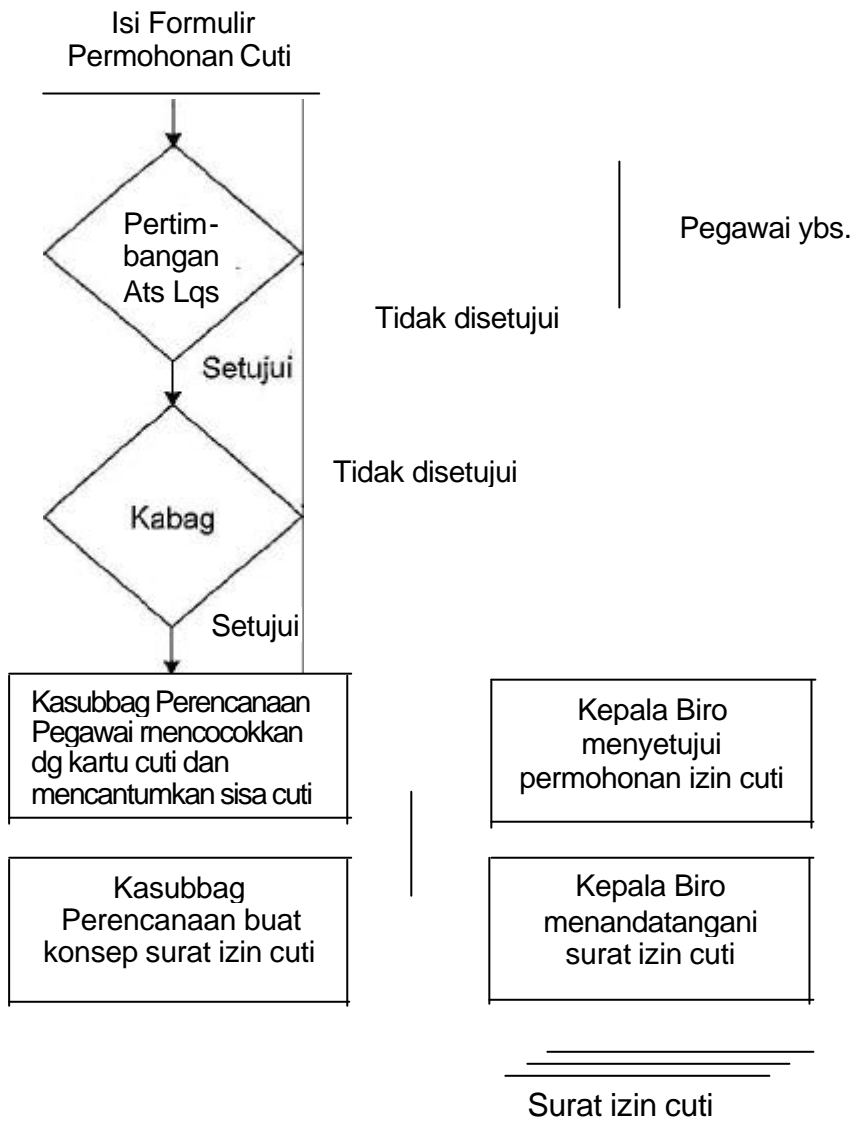 Isi Formulir
Permohonan Cuti
Pertim-
bangan
Ats Lqs
Pegawai ybs.
Tidak disetujui
Setujui
Tidak disetujui
Kabag
Setujui
Kasubbag Perencanaan
Pegawai rnencocokkan
dg kartu cuti dan
mencantumkan sisa cuti
Kepala Biro
menyetujui
permohonan izin cuti
Kasubbag
Perencanaan buat
konsep surat izin cuti
Kepala Biro
menandatangani
surat izin cuti
Surat izin cuti